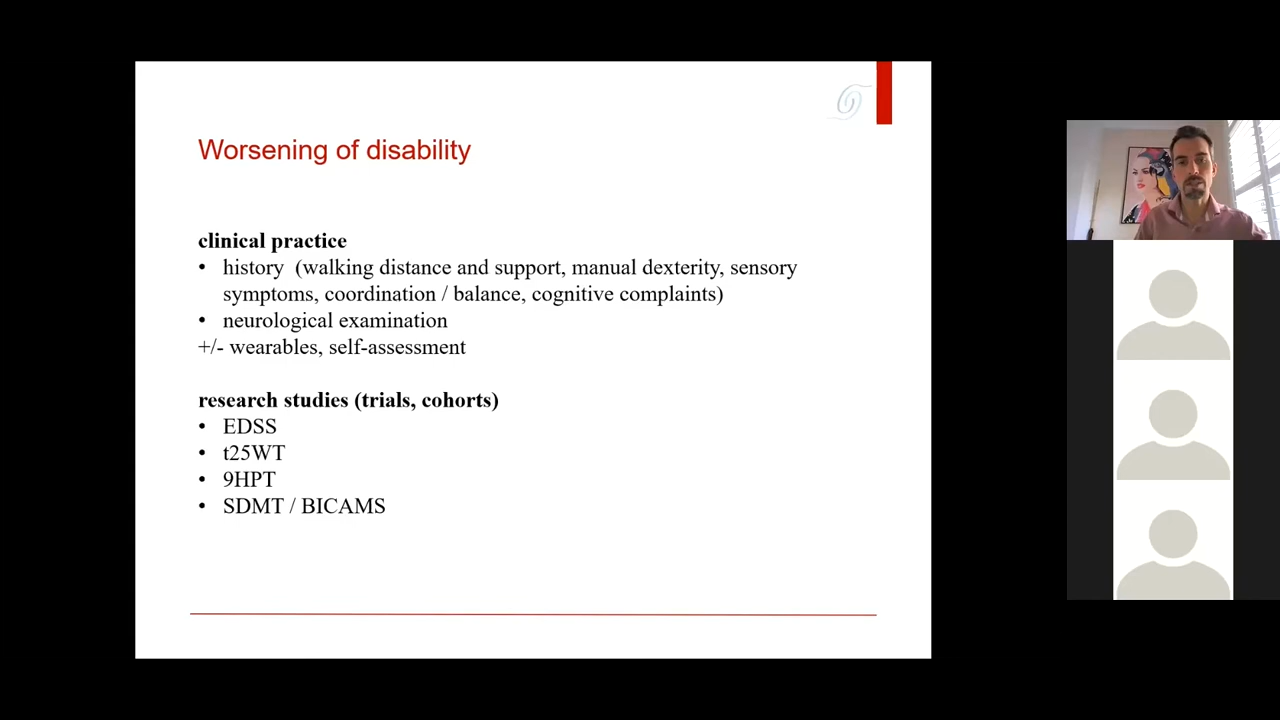 Worsening of disability
clinical practice
• history (walking distance and support, manual dexterity, sensory
symptoms, coordination / balance, cognitive complaints)
• neurological examination
+/- wearables, self-assessment
research studies (trials, cohorts)
• EDSS
• t25WT
• 9HPT
• SDMT / BICAMS